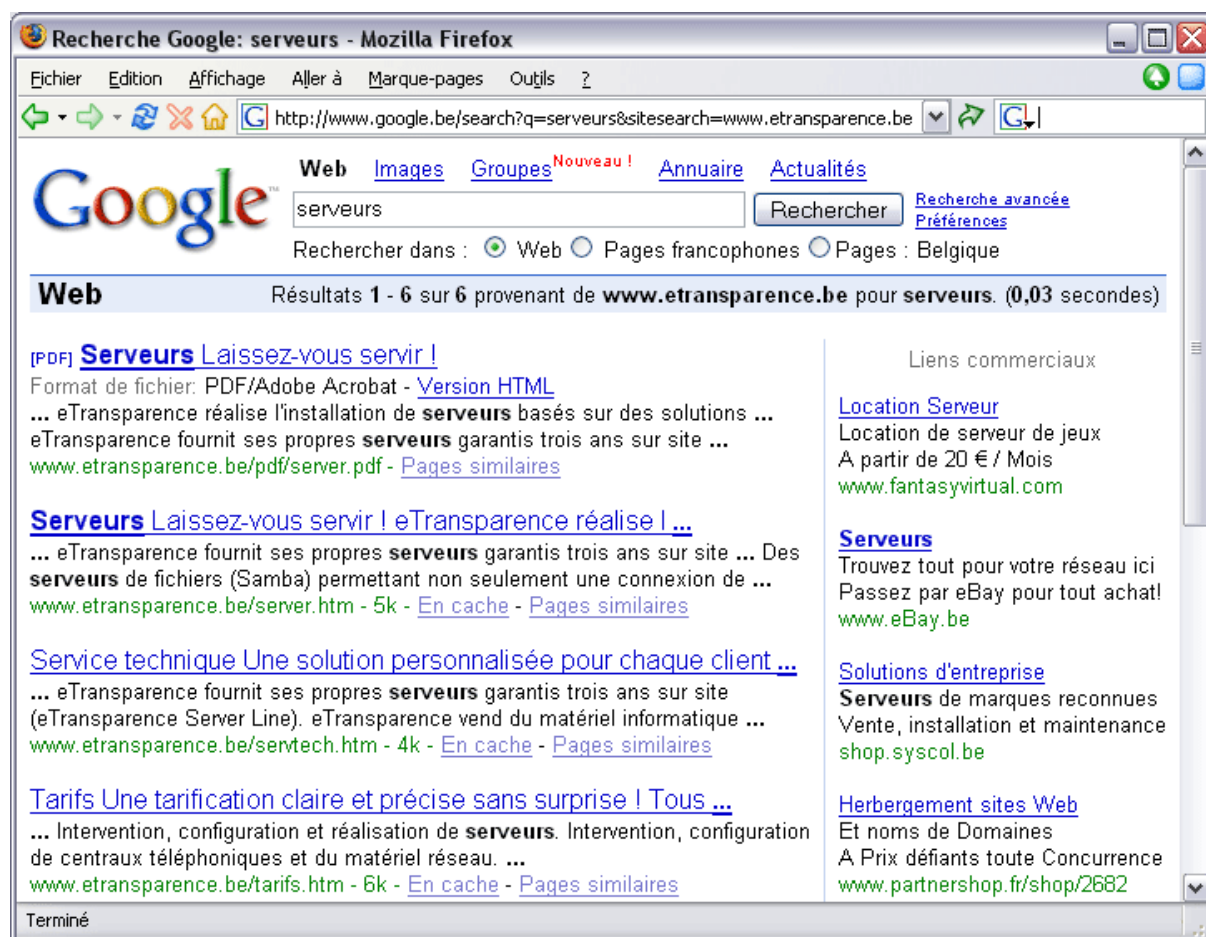 Recherche Google: serveurs - Mozilla Firefox
Fichier Edition Affichage Aller à Marque-pages Outils ?
G http://www.google.be/search?q=serveurs&sitesearch=www.etransparence.be G
Google™
Web Images Groupes Nouveau ! Annuaire Actualités
serveurs Rechercher Recherche avancée
Préférences
Rechercher dans : Web Pages francophones Pages : Belgique
Web Résultats 1 - 6 sur 6 provenant de www.etransparence.be pour serveurs. (0,03 secondes)
[PDF] Serveurs Laissez-vous servir !
Format de fichier: PDF/Adobe Acrobat - Version HTML
... eTransparence réalise l'installation de serveurs basés sur des solutions ...
eTransparence fournit ses propres serveurs garantis trois ans sur site ...
www.etransparence.be/pdf/server.pdf - Pages similaires
Serveurs Laissez-vous servir ! eTransparence réalise l ...
... eTransparence fournit ses propres serveurs garantis trois ans sur site ... Des
serveurs de fichiers (Samba) permettant non seulement une connexion de ...
www.etransparence.be/server.htm - 5k - En cache - Pages similaires
Service technique Une solution personnalisée pour chaque client ...
... eTransparence fournit ses propres serveurs garantis trois ans sur site
(eTransparence Server Line). eTransparence vend du matériel informatique ...
www.etransparence.be/servtech.htm - 4k - En cache - Pages similaires
Tarifs Une tarification claire et précise sans surprise ! Tous ...
... Intervention, configuration et réalisation de serveurs. Intervention, configuration
de centraux téléphoniques et du matériel réseau. ...
www.etransparence.be/tarifs.htm - 6k - En cache - Pages similaires
Liens commerciaux
Location Serveur
Location de serveur de jeux
A partir de 20 € / Mois
www.fantasyvirtual.com
Serveurs
Trouvez tout pour votre réseau ici
Passez par eBay pour tout achat!
www.eBay.be
Solutions d'entreprise
Serveurs de marques reconnues
Vente, installation et maintenance
shop.syscol.be
Herbergement sites Web
Et noms de Domaines
A Prix défiants toute Concurrence
www.partnershop.fr/shop/2682
Terminé